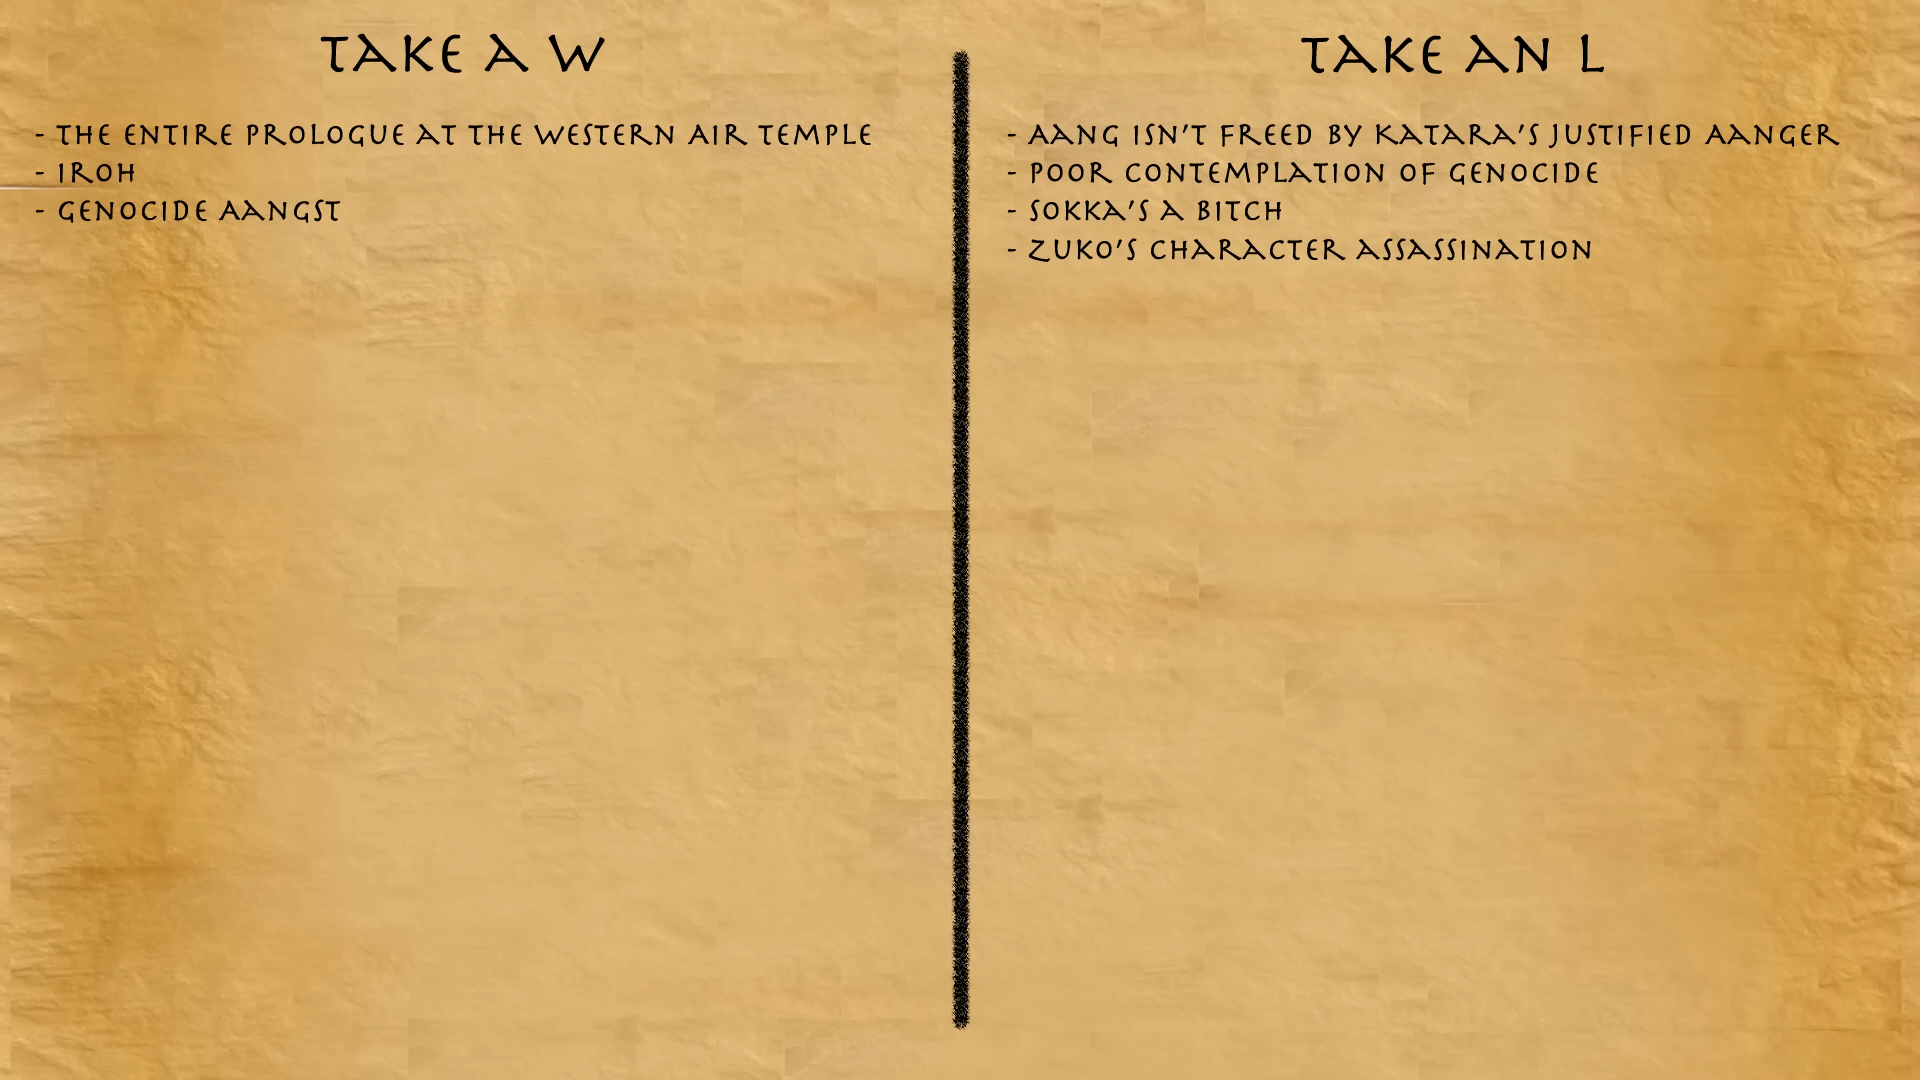 TAKE A W
- THE ENTIRE PROLOGUE AT THE WESTERN AIR TEMPLE
- IROH
- GENOCIDE AANGST
TAKE AN L
- AANG ISN'T FREED BY KATARA'S JUSTIFIED AANGER
- POOR CONTEMPLATION OF GENOCIDE
- SOKKA'S A BITCH
- ZUKO'S CHARACTER ASSASSINATION